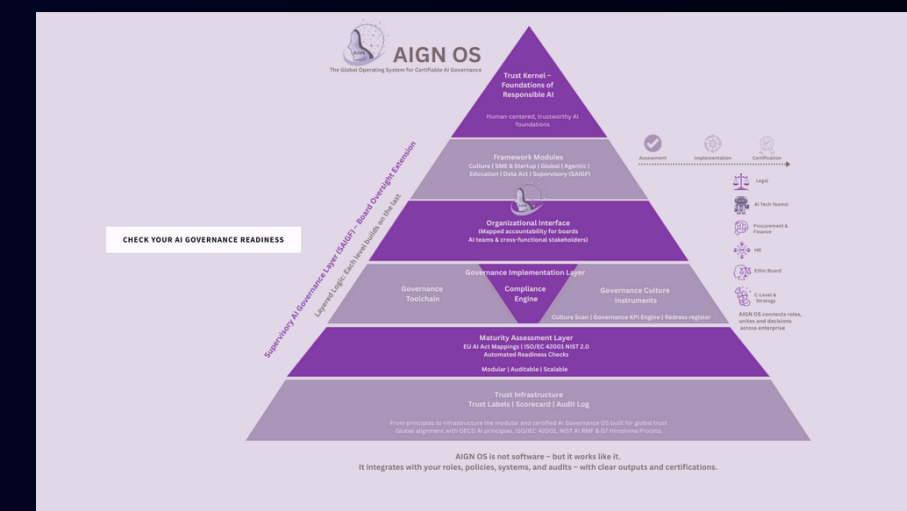 AIGN OS
The Global Operating System for Certifiable AI Governance
Trust Kernel –
Foundations of
Responsible AI
Human-centered, trustworthy AI
foundations
Framework Modules
Culture | SME & Startup | Global | Agentic |
Education | Data Act | Supervisory (SAIGF)
Organizational Interface
(Mapped accountability for boards
AI teams & cross-functional stakeholders)
Governance Implementation Layer
Governance
Toolchain
Compliance
Engine
Governance Culture
Instruments
Culture Scan | Governance KPI Engine | Redress register
Maturity Assessment Layer
EU AI Act Mappings | ISO/EC 42001 NIST 2.0
Automated Readiness Checks
Modular | Auditable | Scalable
Trust Infrastructure
Trust Labels | Scorecard | Audit Log
From principles to infrastructure the modular and certified AI Governance OS built for global trust
Global alignment with OECD AI principles, ISO/IEC 42001, NIST AI RMF & G7 Hiroshima Process
Supervisory AI Governance Layer (SAIGF) – Board Oversight Extension
Layered Logic: Each level builds on the last
CHECK YOUR AI GOVERNANCE READINESS
Assessment
Implementation
Certification
Legal
AI Tech Teams
Procurement &
Finance
HR
Board
C-Level &
Strategy
AIGN OS connects roles,
unites and decisions
across enterprise
AIGN OS is not software – but it works like it.
It integrates with your roles, policies, systems, and audits – with clear outputs and certifications.